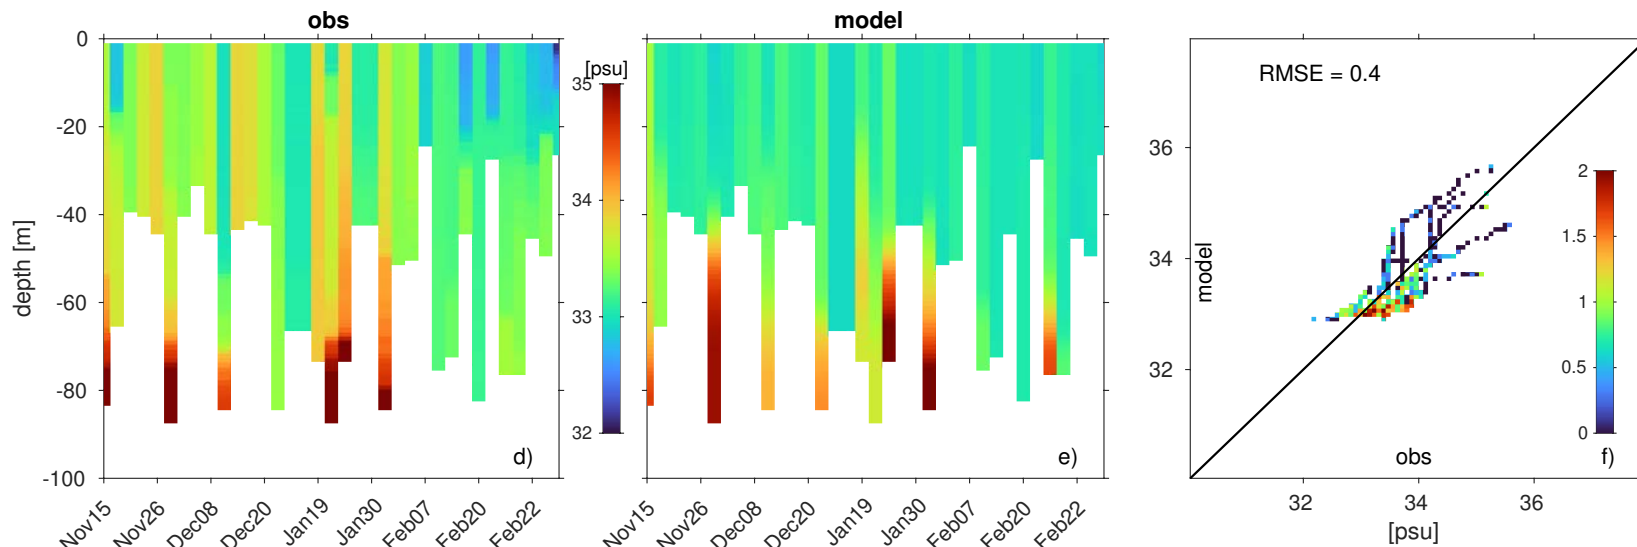 obs
model
0
-20
-40
-60
-80
-100
depth [m]
Nov15
Nov26
Dec08
Dec20
Jan19
Jan30
Feb07
Feb20
Feb22
d)
[psu]
35
34
33
32
Nov15
Nov26
Dec08
Dec20
Jan19
Jan30
Feb07
Feb20
Feb22
e)
RMSE = 0.4
36
34
32
model
2
1.5
1
0.5
0
obs
f)
32
34
36
[psu]